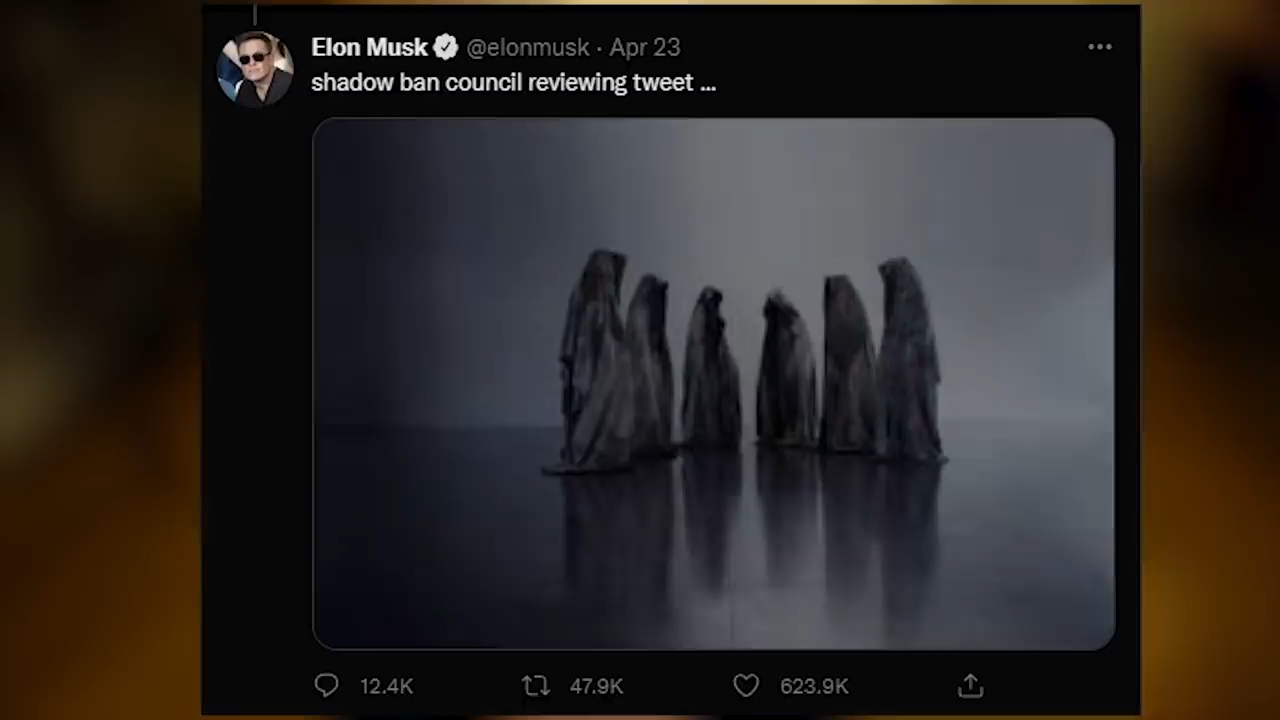 Elon Musk @elonmusk · Apr 23
shadow ban council reviewing tweet ...
12.4K 47.9K 623.9K